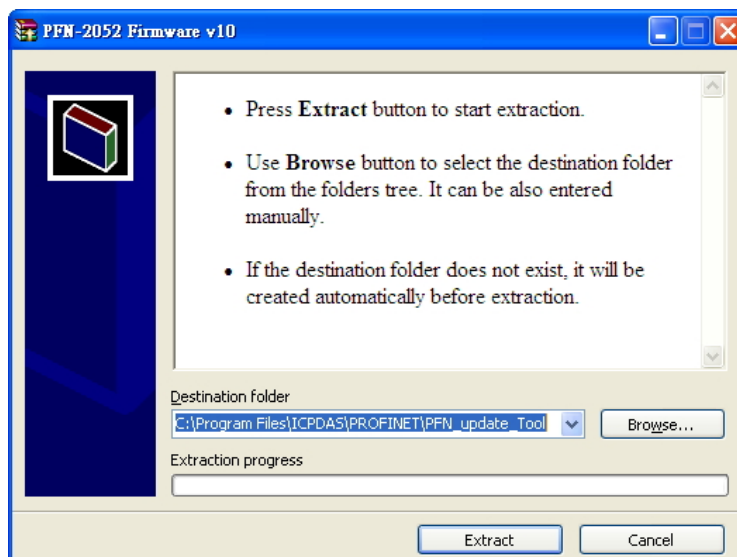 PFN-2052 Firmware v10
• Press Extract button to start extraction.
• Use Browse button to select the destination folder
from the folders tree. It can be also entered
manually.
• If the destination folder does not exist, it will be
created automatically before extraction.
Destination folder
C:\Program Files\ICPDAS\PROFINET\PFN_update_Tool
Browse...
Extraction progress
Extract
Cancel